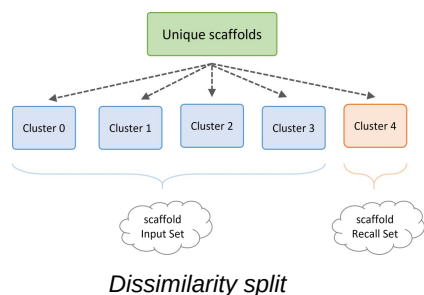 Unique scaffolds
Cluster 0
Cluster 1
Cluster 2
Cluster 3
Cluster 4
scaffold
Input Set
scaffold
Recall Set
Dissimilarity split